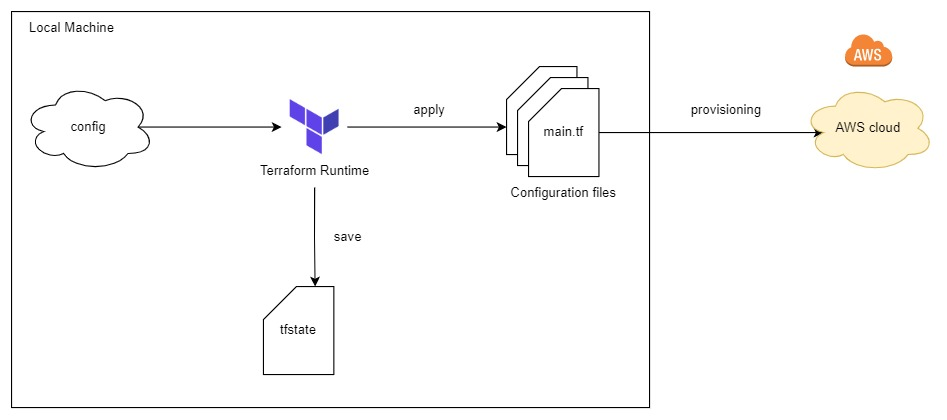 Local Machine
AWS
config
apply
main.tf
provisioning
AWS cloud
Terraform Runtime
Configuration files
save
tfstate